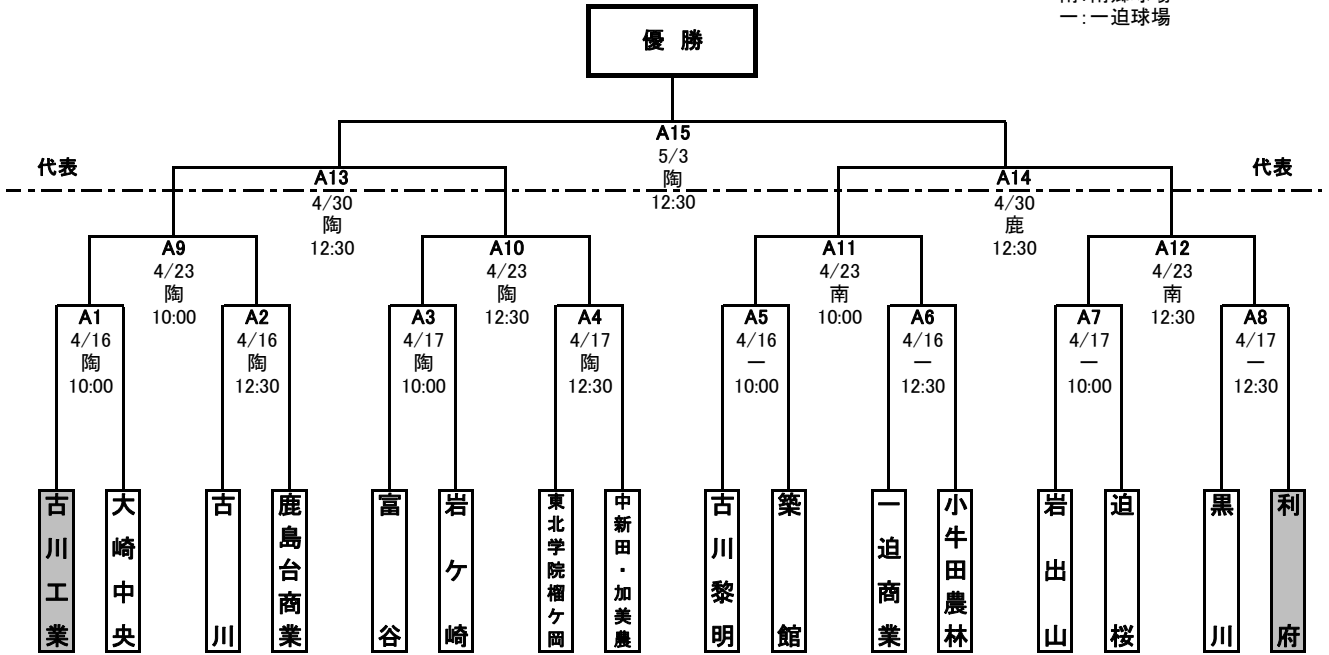 一：一迫球場
優 勝
A15
5/3
陶
12:30
代表
代表
A13
4/30
陶
12:30
A14
4/30
鹿
12:30
A9
4/23
陶
10:00
A10
4/23
陶
12:30
A11
4/23
南
10:00
A12
4/23
南
12:30
A1
4/16
陶
10:00
A2
4/16
陶
12:30
A3
4/17
陶
10:00
A4
4/17
陶
12:30
A5
4/16
一
10:00
A6
4/16
一
12:30
A7
4/17
一
10:00
A8
4/17
一
12:30
古川工業
大崎中央
古川
鹿島台商業
富谷
岩ケ崎
東北学院榴ケ岡
中新田・加美農
古川黎明
築館
一迫商業
小牛田農林
岩出山
迫桜
黒川
利府